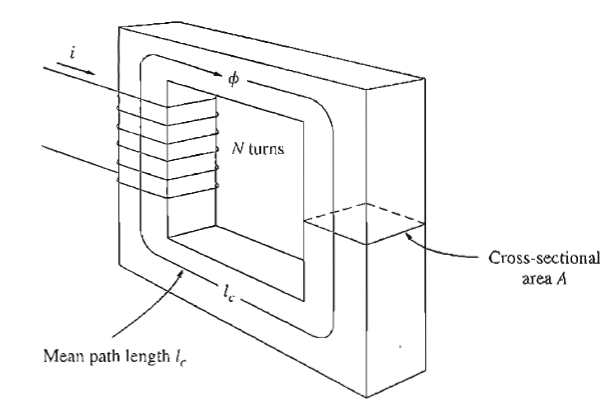 i
ϕ
N turns
Cross-sectional
area A
l_c
Mean path length l_c